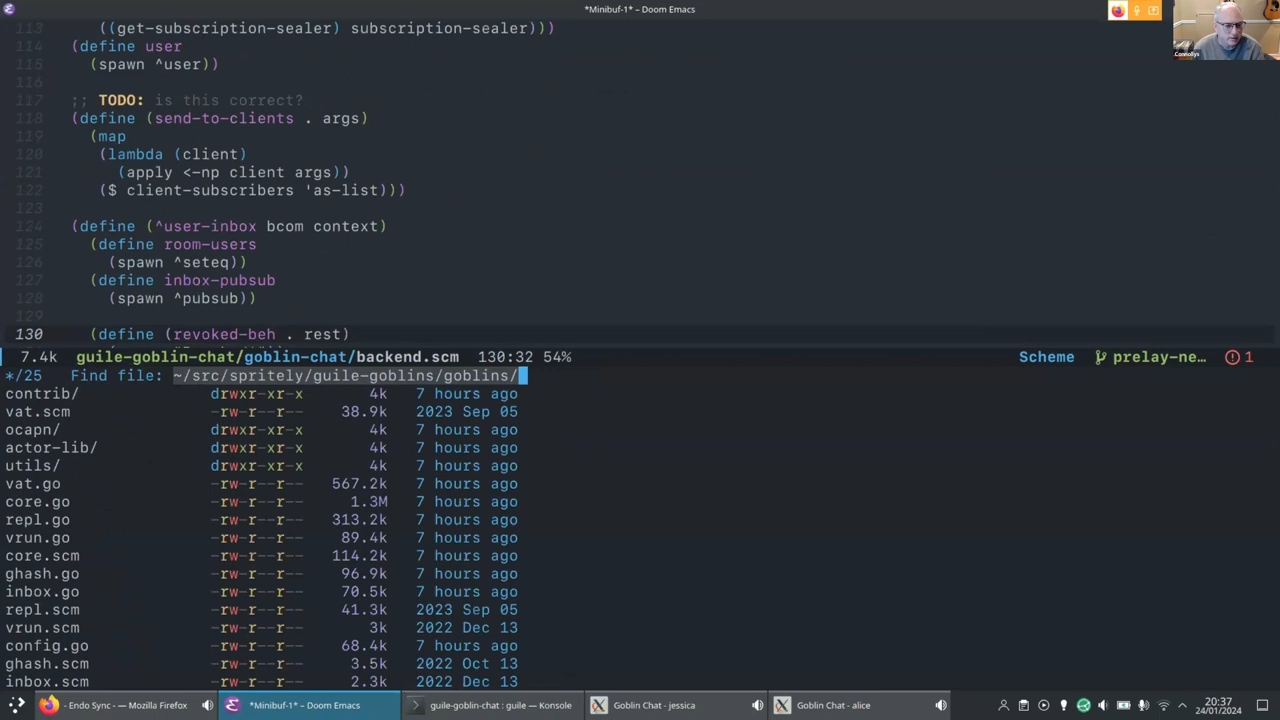 *Minibuf-1* – Doom Emacs
Connollys
113 ((get-subscription-sealer) subscription-sealer)))
114 (define user
115 (spawn ^user))
116
117 ;; TODO: is this correct?
118 (define (send-to-clients . args)
119 (map
120 (lambda (client)
121 (apply <-np client args))
122 ($ client-subscribers 'as-list)))
123
124 (define (^user-inbox bcom context)
125 (define room-users
126 (spawn ^seteq))
127 (define inbox-pubsub
128 (spawn ^pubsub))
129
130 (define (revoked-beh . rest)
7.4k guile-goblin-chat/goblin-chat/backend.scm 130:32 54% Scheme prelay-ne… 1
*/25 Find file: ~/src/spritely/guile-goblins/goblins/
contrib/ drwxr-xr-x 4k 7 hours ago
vat.scm -rw-r--r-- 38.9k 2023 Sep 05
ocapn/ drwxr-xr-x 4k 7 hours ago
actor-lib/ drwxr-xr-x 4k 7 hours ago
utils/ drwxr-xr-x 4k 7 hours ago
vat.go -rw-r--r-- 567.2k 7 hours ago
core.go -rw-r--r-- 1.3M 7 hours ago
repl.go -rw-r--r-- 313.2k 7 hours ago
vrun.go -rw-r--r-- 89.4k 7 hours ago
core.scm -rw-r--r-- 114.2k 7 hours ago
ghash.go -rw-r--r-- 96.9k 7 hours ago
inbox.go -rw-r--r-- 70.5k 7 hours ago
repl.scm -rw-r--r-- 41.3k 2023 Sep 05
vrun.scm -rw-r--r-- 3k 2022 Dec 13
config.go -rw-r--r-- 68.4k 7 hours ago
ghash.scm -rw-r--r-- 3.5k 2022 Oct 13
inbox.scm -rw-r--r-- 2.3k 2022 Dec 13
- Endo Sync - — Mozilla Firefox
*Minibuf-1* – Doom Emacs
guile-goblin-chat : guile — Konsole
Goblin Chat - jessica
Goblin Chat - alice
20:37
24/01/2024